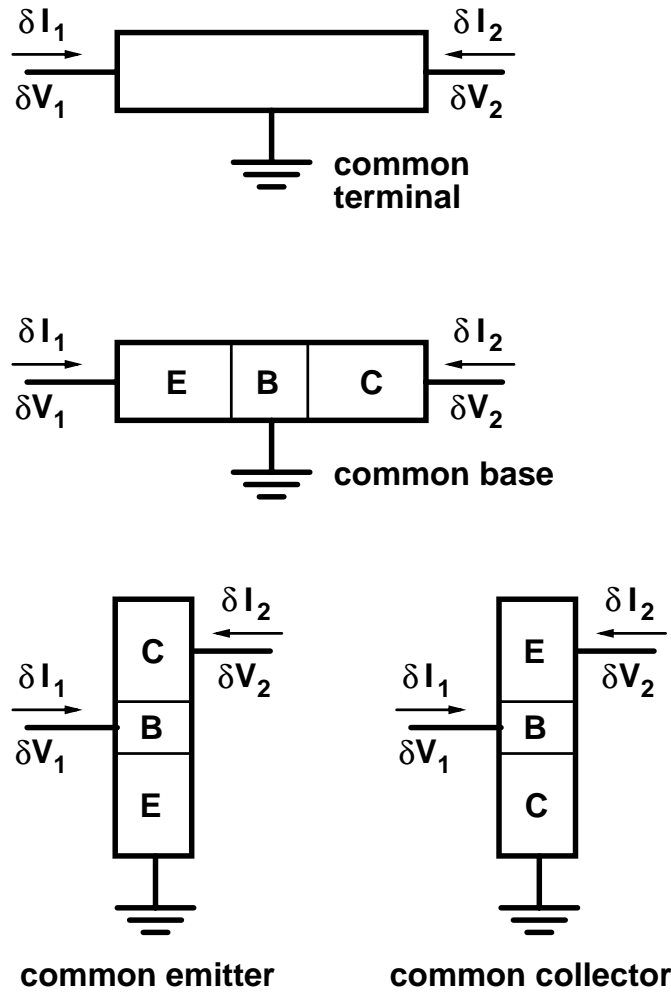 δI₁ δI₂
δV₁ δV₂
common
terminal
δI₁ δI₂
E B C
δV₁ δV₂
common base
δI₂
C
δV₂
δI₁
B
δV₁
E
common emitter
δI₂
E
δV₂
δI₁
B
δV₁
C
common collector